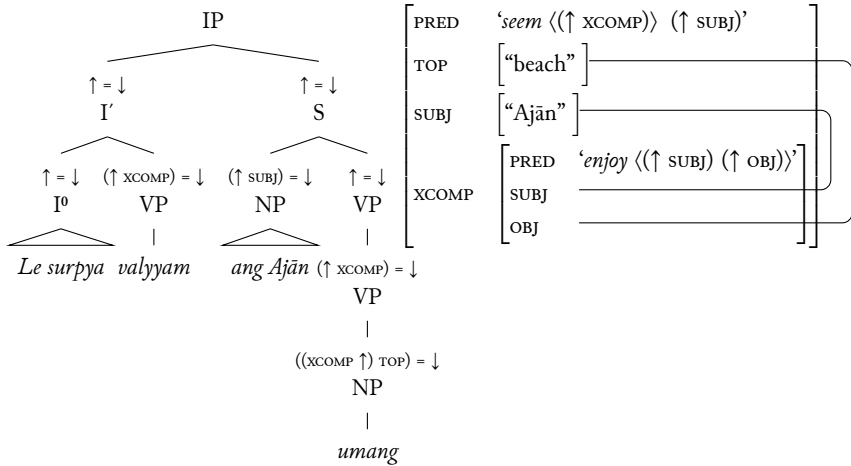 IP
↑ = ↓ ↑ = ↓
I′ S
↑ = ↓ (↑ XCOMP) = ↓ (↑ SUBJ) = ↓ ↑ = ↓
I⁰ VP NP VP
Le surpya valyyam ang Ajān (↑ XCOMP) = ↓
VP
((XCOMP ↑) TOP) = ↓
NP
umang
PRED ‘seem ⟨(↑ XCOMP)⟩ (↑ SUBJ)’
TOP [“beach”]
SUBJ [“Ajān”]
XCOMP
PRED ‘enjoy ⟨(↑ SUBJ) (↑ OBJ)⟩’
SUBJ
OBJ